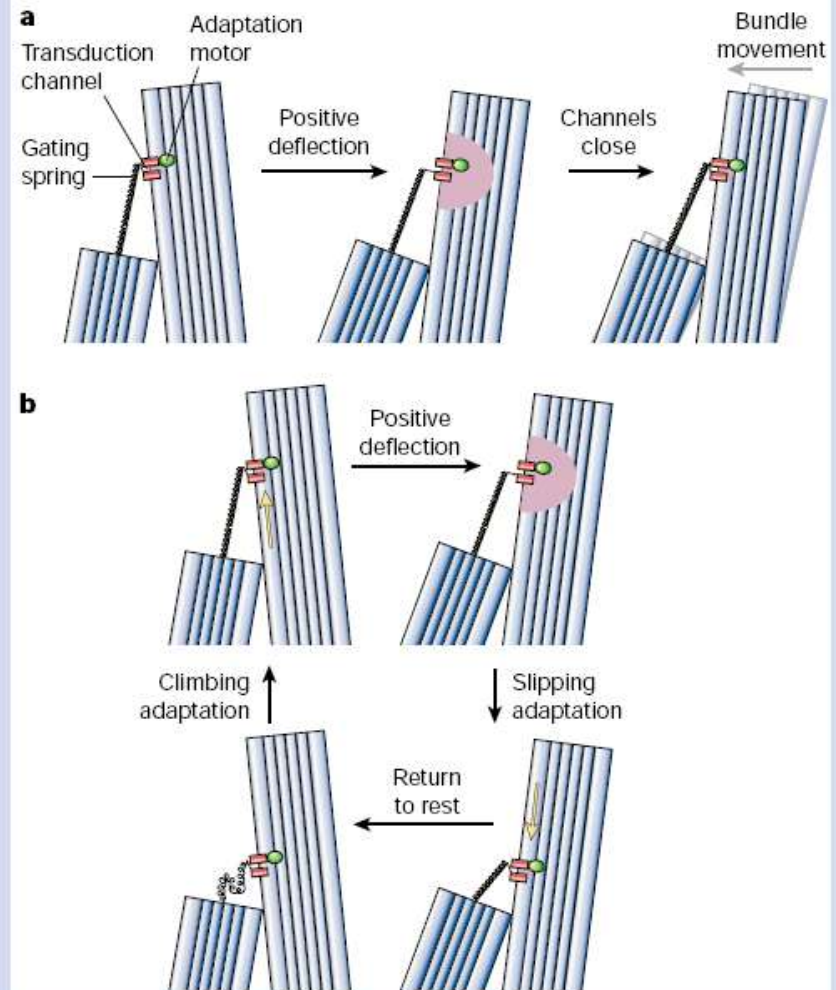 a
Transduction
channel
Adaptation
motor
Gating
spring
Positive
deflection
Channels
close
Bundle
movement
b
Positive
deflection
Climbing
adaptation
Slipping
adaptation
Return
to rest